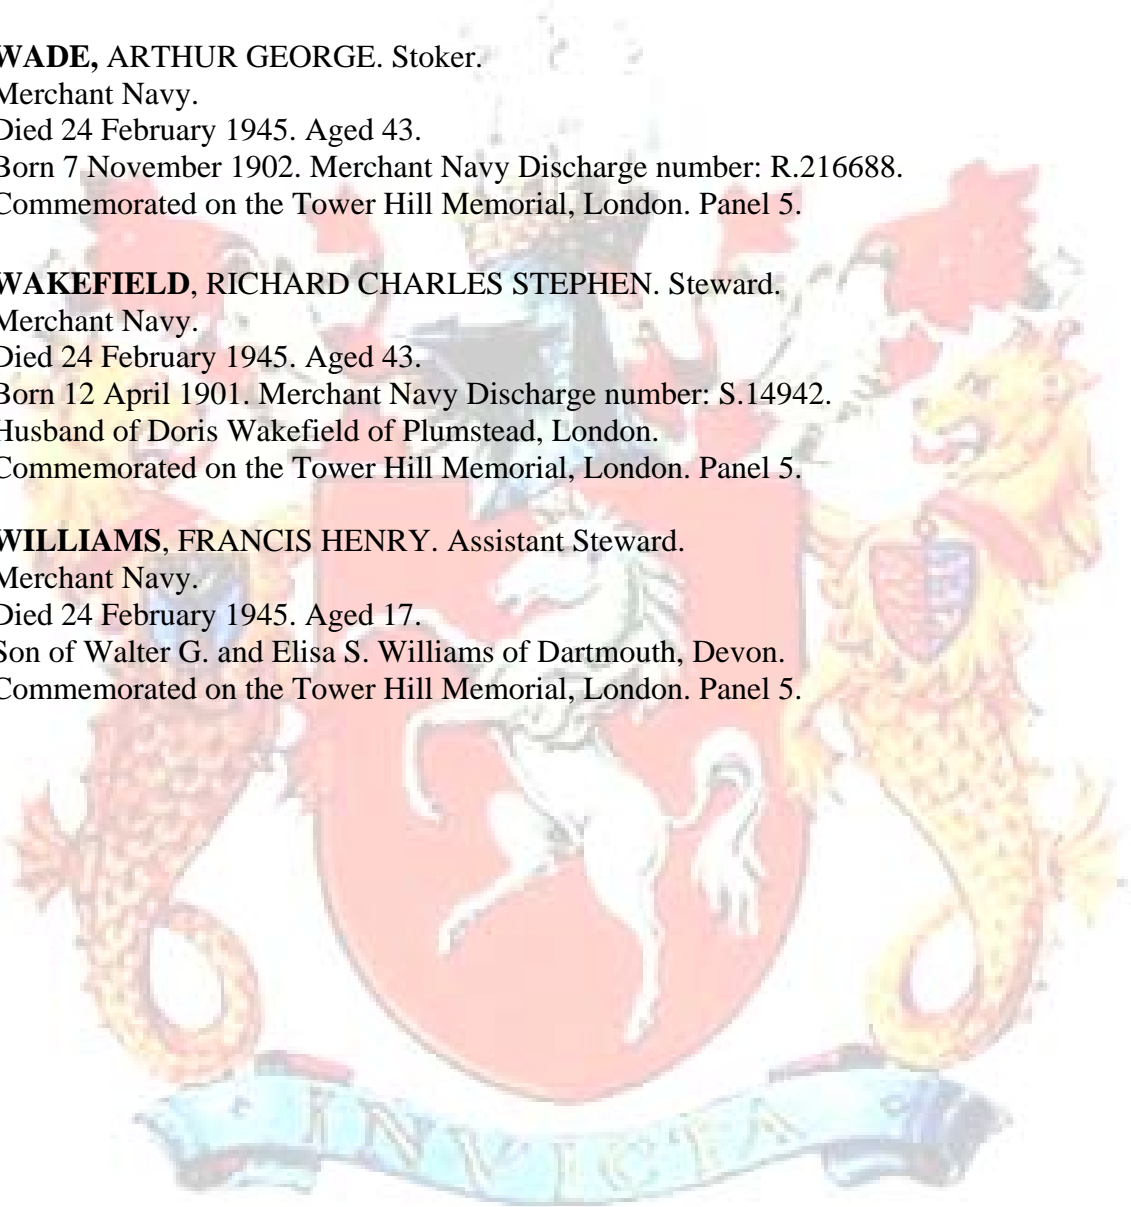 WADE, ARTHUR GEORGE. Stoker.
Merchant Navy.
Died 24 February 1945. Aged 43.
Born 7 November 1902. Merchant Navy Discharge number: R.216688.
Commemorated on the Tower Hill Memorial, London. Panel 5.
WAKEFIELD, RICHARD CHARLES STEPHEN. Steward.
Merchant Navy.
Died 24 February 1945. Aged 43.
Born 12 April 1901. Merchant Navy Discharge number: S.14942.
Husband of Doris Wakefield of Plumstead, London.
Commemorated on the Tower Hill Memorial, London. Panel 5.
WILLIAMS, FRANCIS HENRY. Assistant Steward.
Merchant Navy.
Died 24 February 1945. Aged 17.
Son of Walter G. and Elisa S. Williams of Dartmouth, Devon.
Commemorated on the Tower Hill Memorial, London. Panel 5.
INVICTA